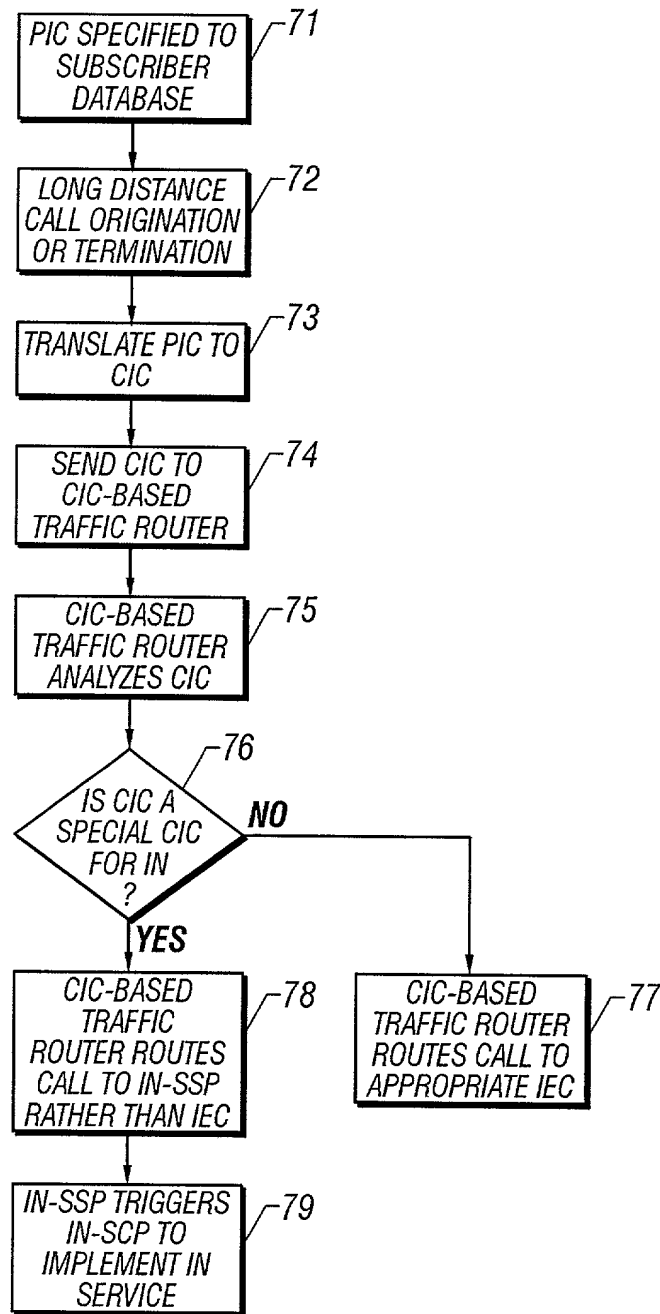 PIC SPECIFIED TO
SUBSCRIBER
DATABASE
71
LONG DISTANCE
CALL ORIGINATION
OR TERMINATION
72
TRANSLATE PIC TO
CIC
73
SEND CIC TO
CIC-BASED
TRAFFIC ROUTER
74
CIC-BASED
TRAFFIC ROUTER
ANALYZES CIC
75
76
IS CIC A
SPECIAL CIC
FOR IN
?
NO
YES
CIC-BASED
TRAFFIC
ROUTER ROUTES
CALL TO IN-SSP
RATHER THAN IEC
78
CIC-BASED
TRAFFIC ROUTER
ROUTES CALL TO
APPROPRIATE IEC
77
IN-SSP TRIGGERS
IN-SCP TO
IMPLEMENT IN
SERVICE
79